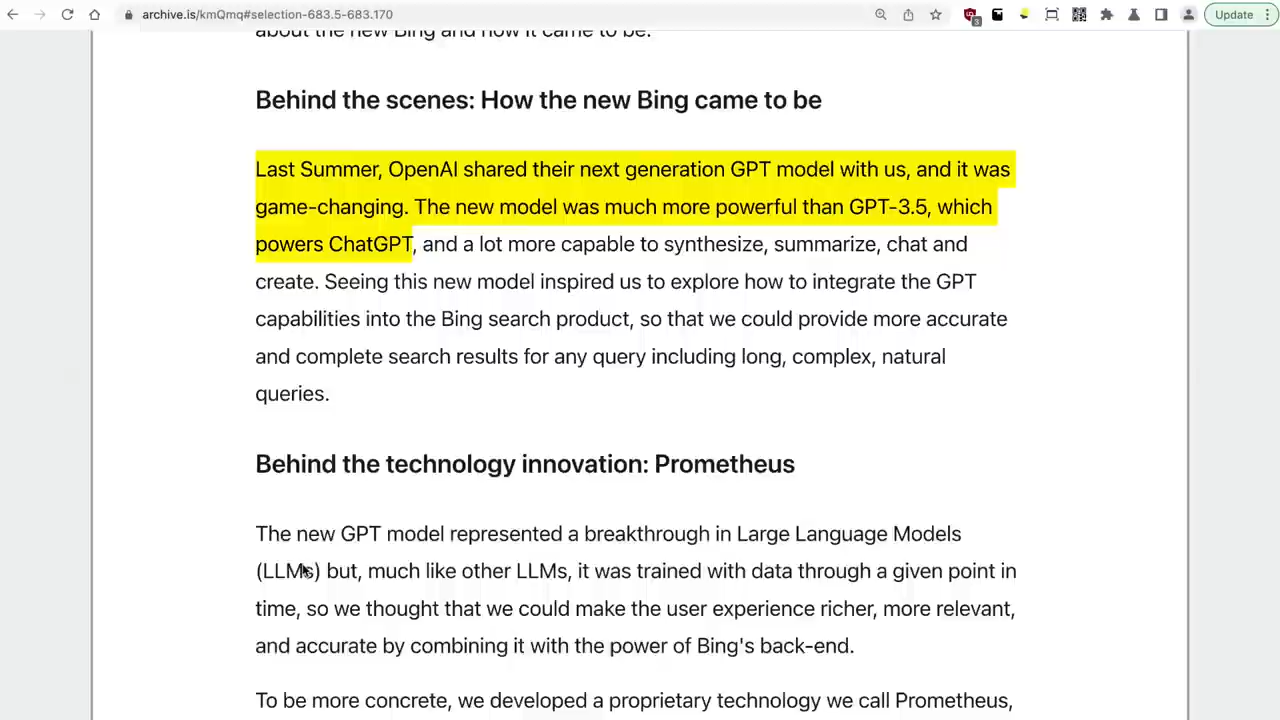 archive.is/kmQmq#selection-683.5-683.170
3
Update
about the new Bing and how it came to be.
Behind the scenes: How the new Bing came to be
Last Summer, OpenAI shared their next generation GPT model with us, and it was
game-changing. The new model was much more powerful than GPT-3.5, which
powers ChatGPT, and a lot more capable to synthesize, summarize, chat and
create. Seeing this new model inspired us to explore how to integrate the GPT
capabilities into the Bing search product, so that we could provide more accurate
and complete search results for any query including long, complex, natural
queries.
Behind the technology innovation: Prometheus
The new GPT model represented a breakthrough in Large Language Models
(LLMs) but, much like other LLMs, it was trained with data through a given point in
time, so we thought that we could make the user experience richer, more relevant,
and accurate by combining it with the power of Bing's back-end.
To be more concrete, we developed a proprietary technology we call Prometheus,